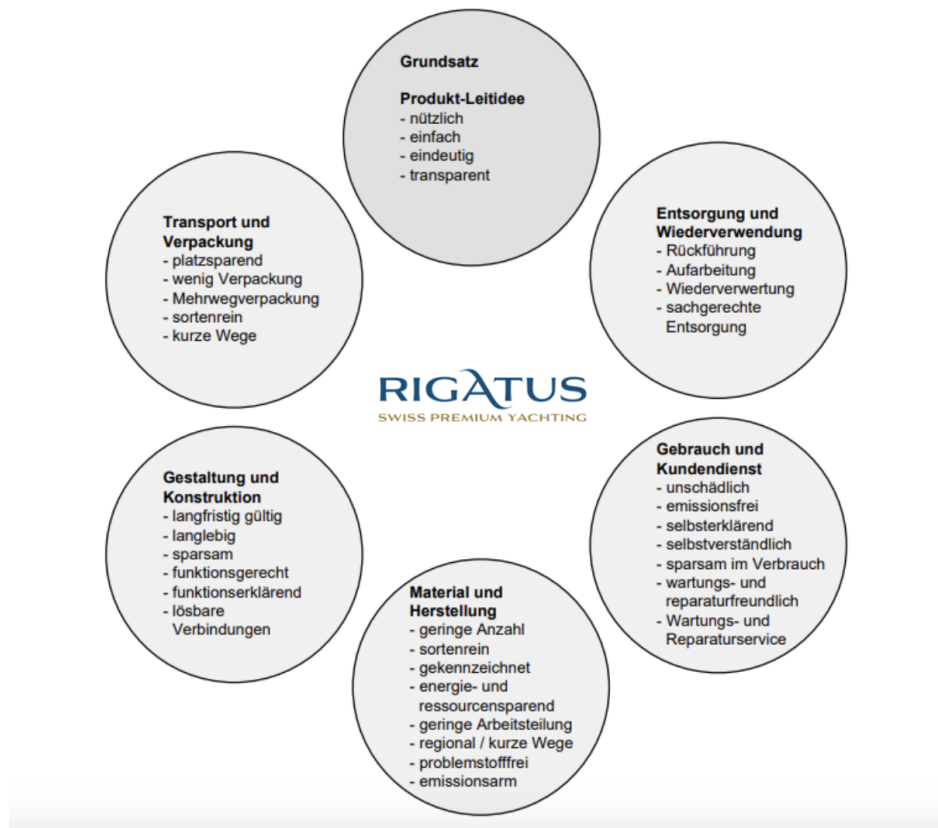 Grundsatz
Produkt-Leitidee
- nützlich
- einfach
- eindeutig
- transparent
Transport und
Verpackung
- platzsparend
- wenig Verpackung
- Mehrwegverpackung
- sortenrein
- kurze Wege
Entsorgung und
Wiederverwendung
- Rückführung
- Aufarbeitung
- Wiederverwertung
- sachgerechte
Entsorgung
RIGATUS
SWISS PREMIUM YACHTING
Gestaltung und
Konstruktion
- langfristig gültig
- langlebig
- sparsam
- funktionsgerecht
- funktionserklärend
- lösbare
Verbindungen
Gebrauch und
Kundendienst
- unschädlich
- emissionsfrei
- selbsterklärend
- selbstverständlich
- sparsam im Verbrauch
- wartungs- und
reparaturfreundlich
- Wartungs- und
Reparaturservice
Material und
Herstellung
- geringe Anzahl
- sortenrein
- gekennzeichnet
- energie- und
ressourcensparend
- geringe Arbeitsteilung
- regional / kurze Wege
- problemstofffrei
- emissionsarm